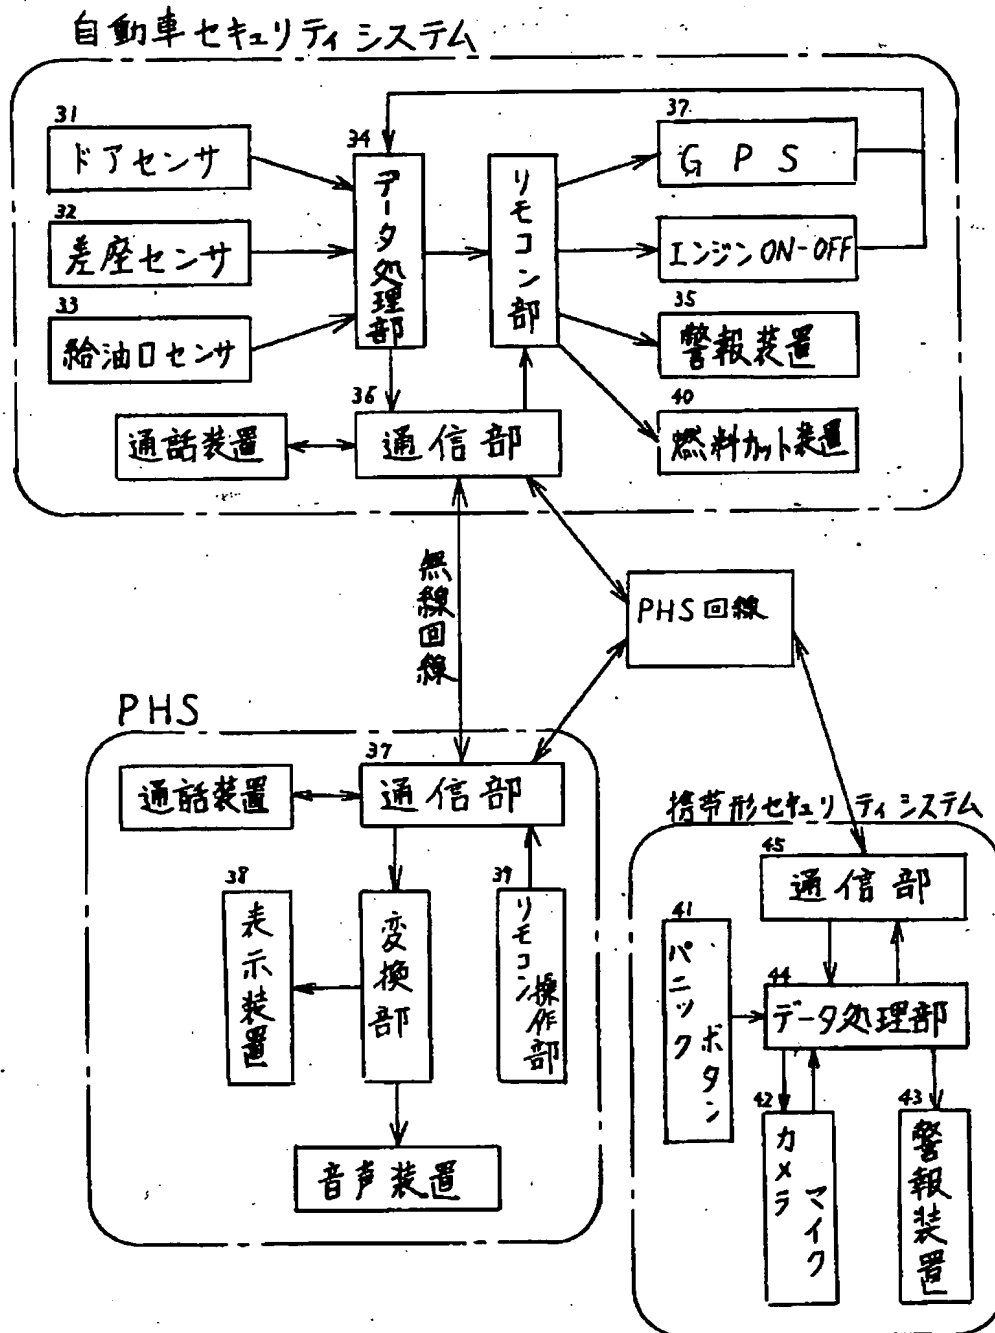 自動車セキュリティシステム
31
ドアセンサ
32
差座センサ
33
給油口センサ
34
データ処理部
リモコン部
37
GPS
エンジンON-OFF
35
警報装置
40
燃料カット装置
36
通信部
通話装置
無線回線
PHS回線
PHS
37
通信部
通話装置
38
表示装置
変換部
39
リモコン
操作部
音声装置
携帯形セキュリティシステム
45
通信部
41
パニック
ボタン
44
データ処理部
42
カメラ
マイク
43
警報装置